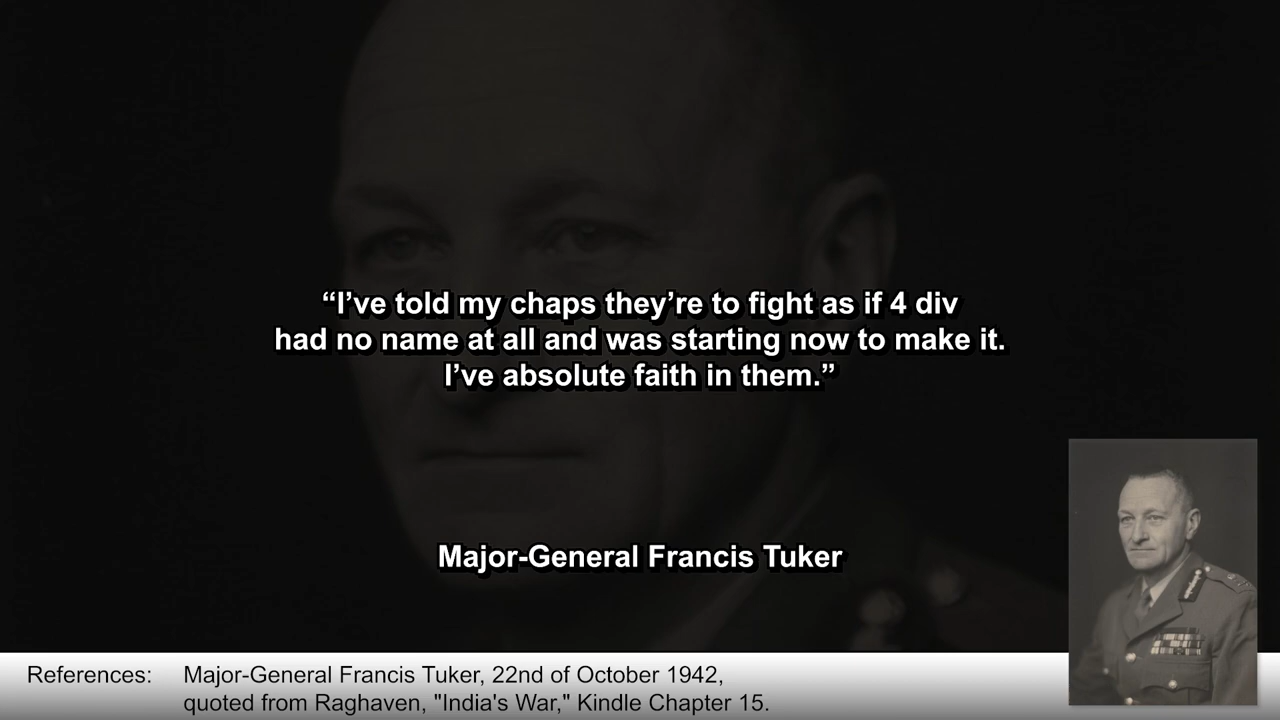 “I’ve told my chaps they’re to fight as if 4 div
had no name at all and was starting now to make it.
I’ve absolute faith in them.”
Major-General Francis Tuker
References: Major-General Francis Tuker, 22nd of October 1942,
quoted from Raghaven, "India's War," Kindle Chapter 15.